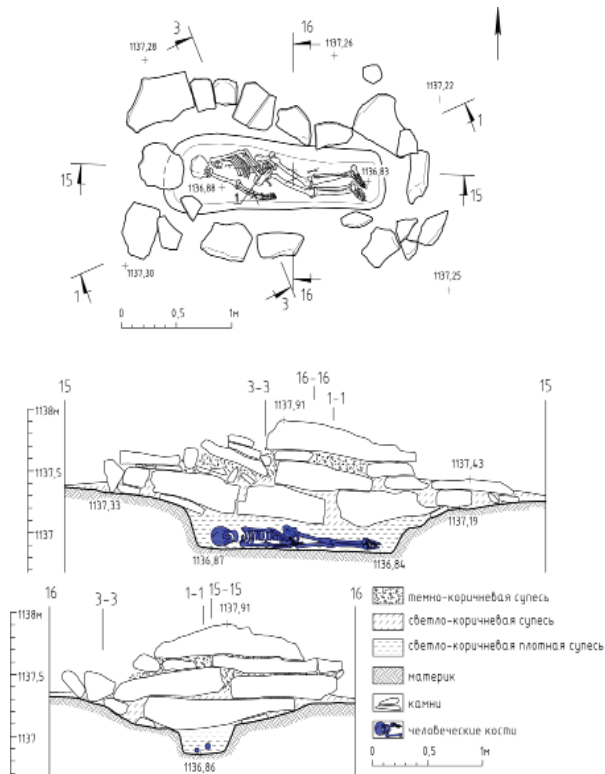 3 16
1137,28 1137,26
1137,22
1
15 1136,88 1136,83
1
15
1137,30 1137,25
1 3 16
0 0,5 1м
15 16-16 15
3-3 1-1
1138м 1137,91
1137,5 1137,43
1137,33 1137,19
1137
1136,87 1136,84
16 3-3 1-1 15-15 16
1138м 1137,91
1137,5
1137
1136,86
темно-коричневая супесь
светло-коричневая супесь
светло-коричневая плотная супесь
материк
камни
человеческие кости
0 0,5 1м